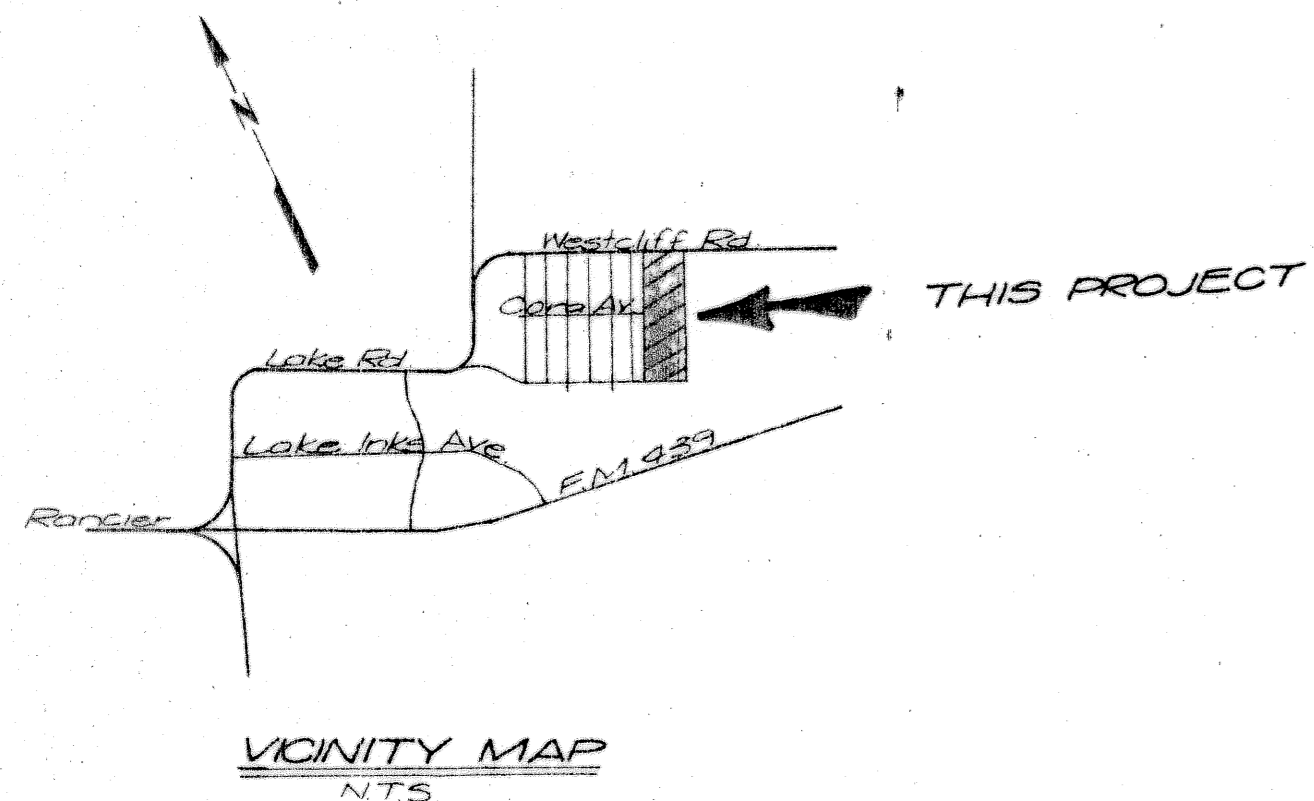 N
Westcliff Rd.
THIS PROJECT
Cora Av.
Lake Rd.
Lake Inks Ave.
F.M. 439
Rancier
VICINITY MAP
N.T.S.